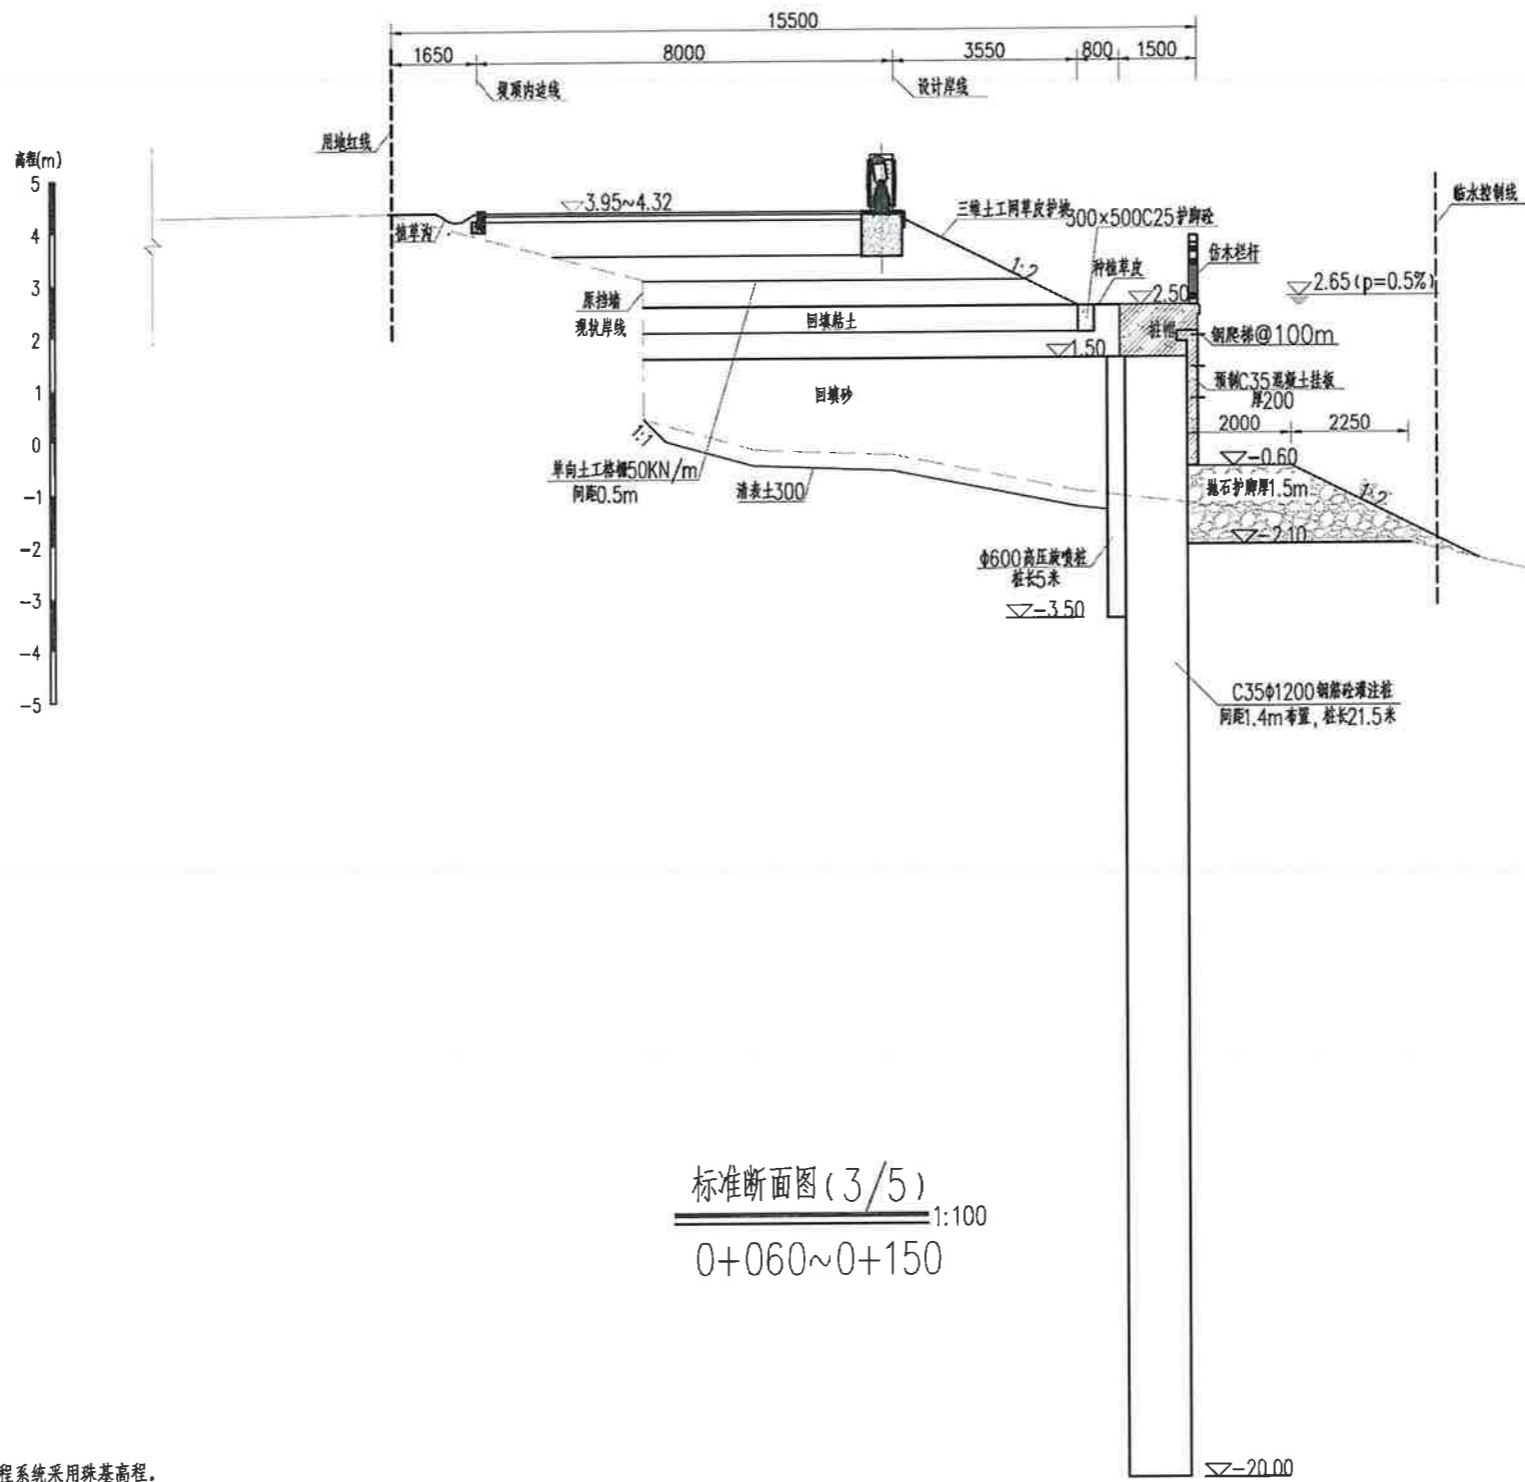 15500
1650
8000
3550
800
1500
堤顶内边线
设计岸线
用地红线
高程(m)
5
4
3
2
1
0
-1
-2
-3
-4
-5
3.95~4.32
植草沟
三维土工网草皮护坡
300×500C25护脚砼
1:2
种植草皮
2.50
仿木栏杆
临水控制线
2.65(p=0.5%)
原挡墙
现状岸线
回填粘土
桩帽
钢爬梯@100m
1.50
预制C35混凝土挂板
厚200
回填砂
2000
2250
1:1
单向土工格栅50KN/m
间距0.5m
清表土300
-0.60
抛石护脚厚1.5m
1:2
-2.10
Φ600高压旋喷桩
桩长5米
-3.50
C35Φ1200钢筋砼灌注桩
间距1.4m布置,桩长21.5米
标准断面图(3/5)
1:100
0+060~0+150
-20.00
程系统采用珠基高程.